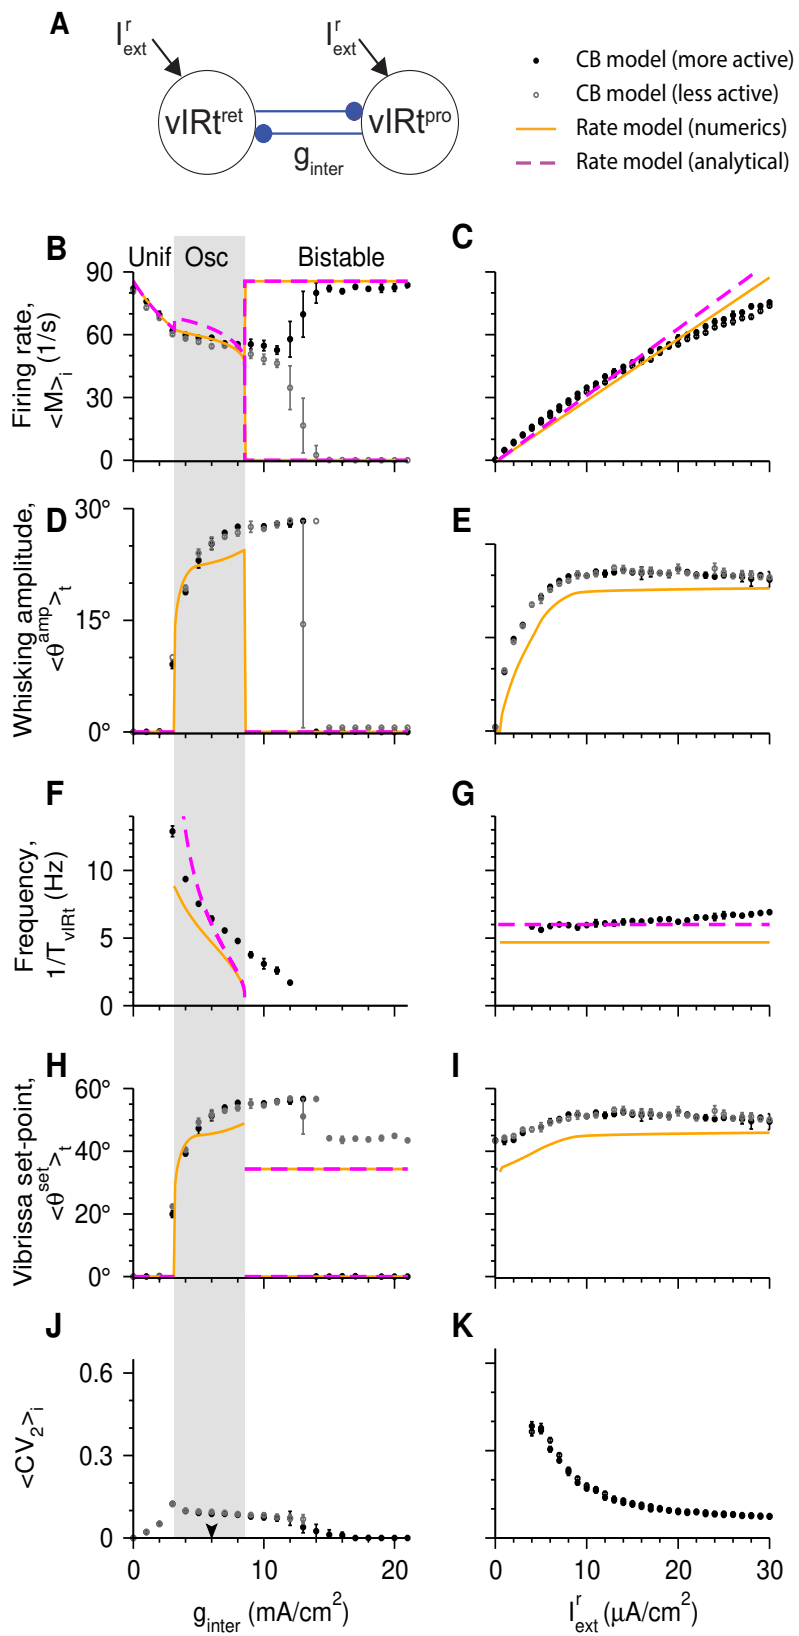 A
I^r_ext
I^r_ext
vIRt^ret
vIRt^pro
g_inter
CB model (more active)
CB model (less active)
Rate model (numerics)
Rate model (analytical)
B
Unif
Osc
Bistable
Firing rate,
<M>_i (1/s)
90
60
30
0
C
D
Whisking amplitude,
<θ^amp>_t
30°
15°
0°
E
F
Frequency,
1/T_vIRt (Hz)
10
5
0
G
H
Vibrissa set-point,
<θ^set>_t
60°
40°
20°
0°
I
J
<CV_2>_i
0.6
0.3
0
0
10
20
g_inter (mA/cm^2)
K
0
10
20
30
I^r_ext (μA/cm^2)